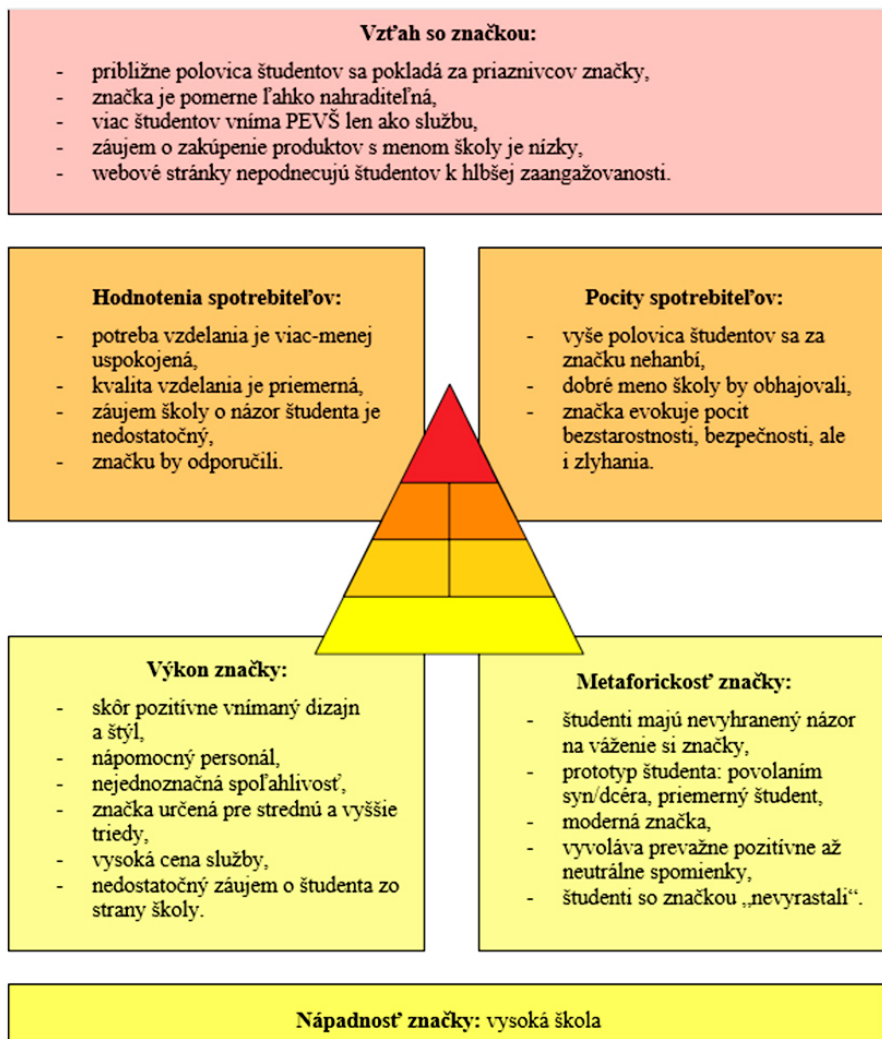 Vzťah so značkou:
- približne polovica študentov sa pokladá za priaznivcov značky,
- značka je pomerne ľahko nahraditeľná,
- viac študentov vníma PEVŠ len ako službu,
- záujem o zakúpenie produktov s menom školy je nízky,
- webové stránky nepodnecujú študentov k hlbšej zaangažovanosti.
Hodnotenia spotrebiteľov:
- potreba vzdelania je viac-menej
uspokojená,
- kvalita vzdelania je priemerná,
- záujem školy o názor študenta je
nedostatočný,
- značku by odporučili.
Pocity spotrebiteľov:
- vyše polovica študentov sa za
značku nehanbí,
- dobré meno školy by obhajovali,
- značka evokuje pocit
bezstarostnosti, bezpečnosti, ale
i zlyhania.
Výkon značky:
- skôr pozitívne vnímaný dizajn
a štýl,
- nápomocný personál,
- nejednoznačná spoľahlivosť,
- značka určená pre strednú a vyššie
triedy,
- vysoká cena služby,
- nedostatočný záujem o študenta zo
strany školy.
Metaforickosť značky:
- študenti majú nevyhranený názor
na váženie si značky,
- prototyp študenta: povolaním
syn/dcéra, priemerný študent,
- moderná značka,
- vyvoláva prevažne pozitívne až
neutrálne spomienky,
- študenti so značkou „nevyrastali“.
Nápadnosť značky: vysoká škola